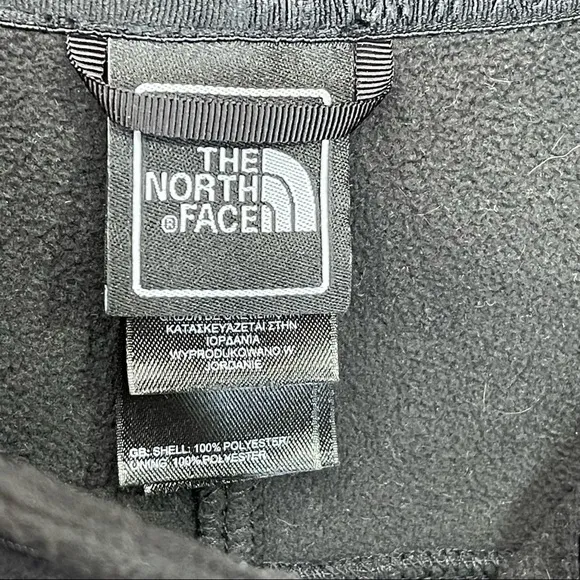 THE
NORTH
®FACE
ΚΑΤΑΣΚΕΥΑΖΕΤΑΙ ΣΤΗΝ
ΙΟΡΔΑΝΙΑ
WYPRODUKOWANO W
JORDANIE
GB: SHELL: 100% POLYESTER;
LINING: 100% POLYESTER